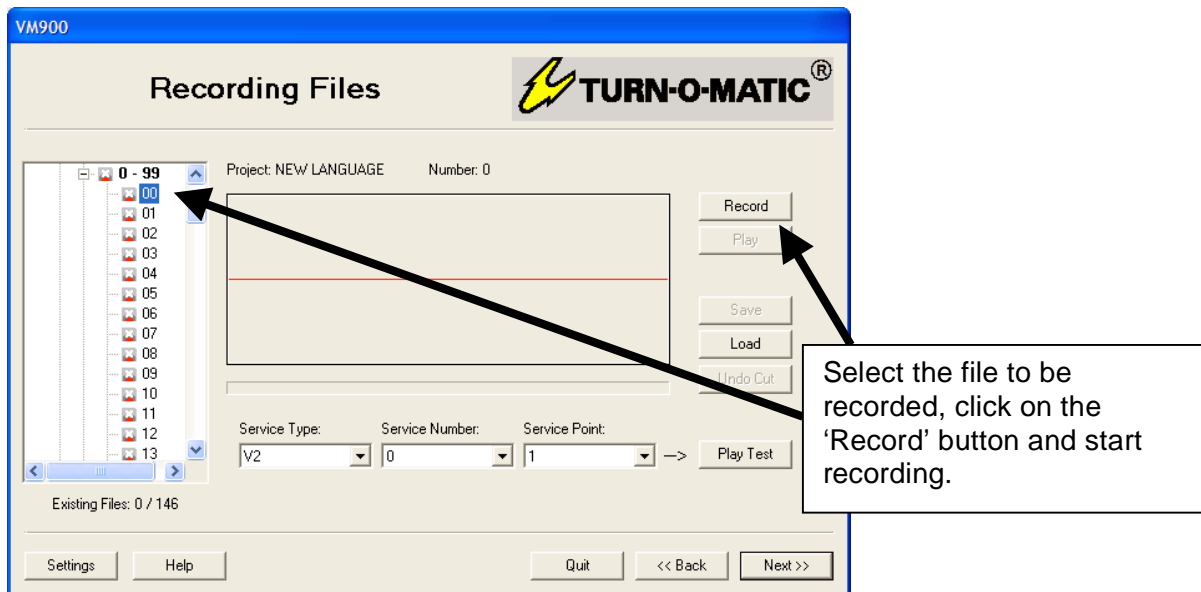 VM900
Recording Files
TURN-O-MATIC®
Project: NEW LANGUAGE Number: 0
0 - 99
00
01
02
03
04
05
06
07
08
09
10
11
12
13
Existing Files: 0 / 146
Record
Play
Save
Load
Undo Cut
Service Type: Service Number: Service Point:
V2 0 1 --> Play Test
Select the file to be
recorded, click on the
‘Record’ button and start
recording.
Settings Help Quit << Back Next >>